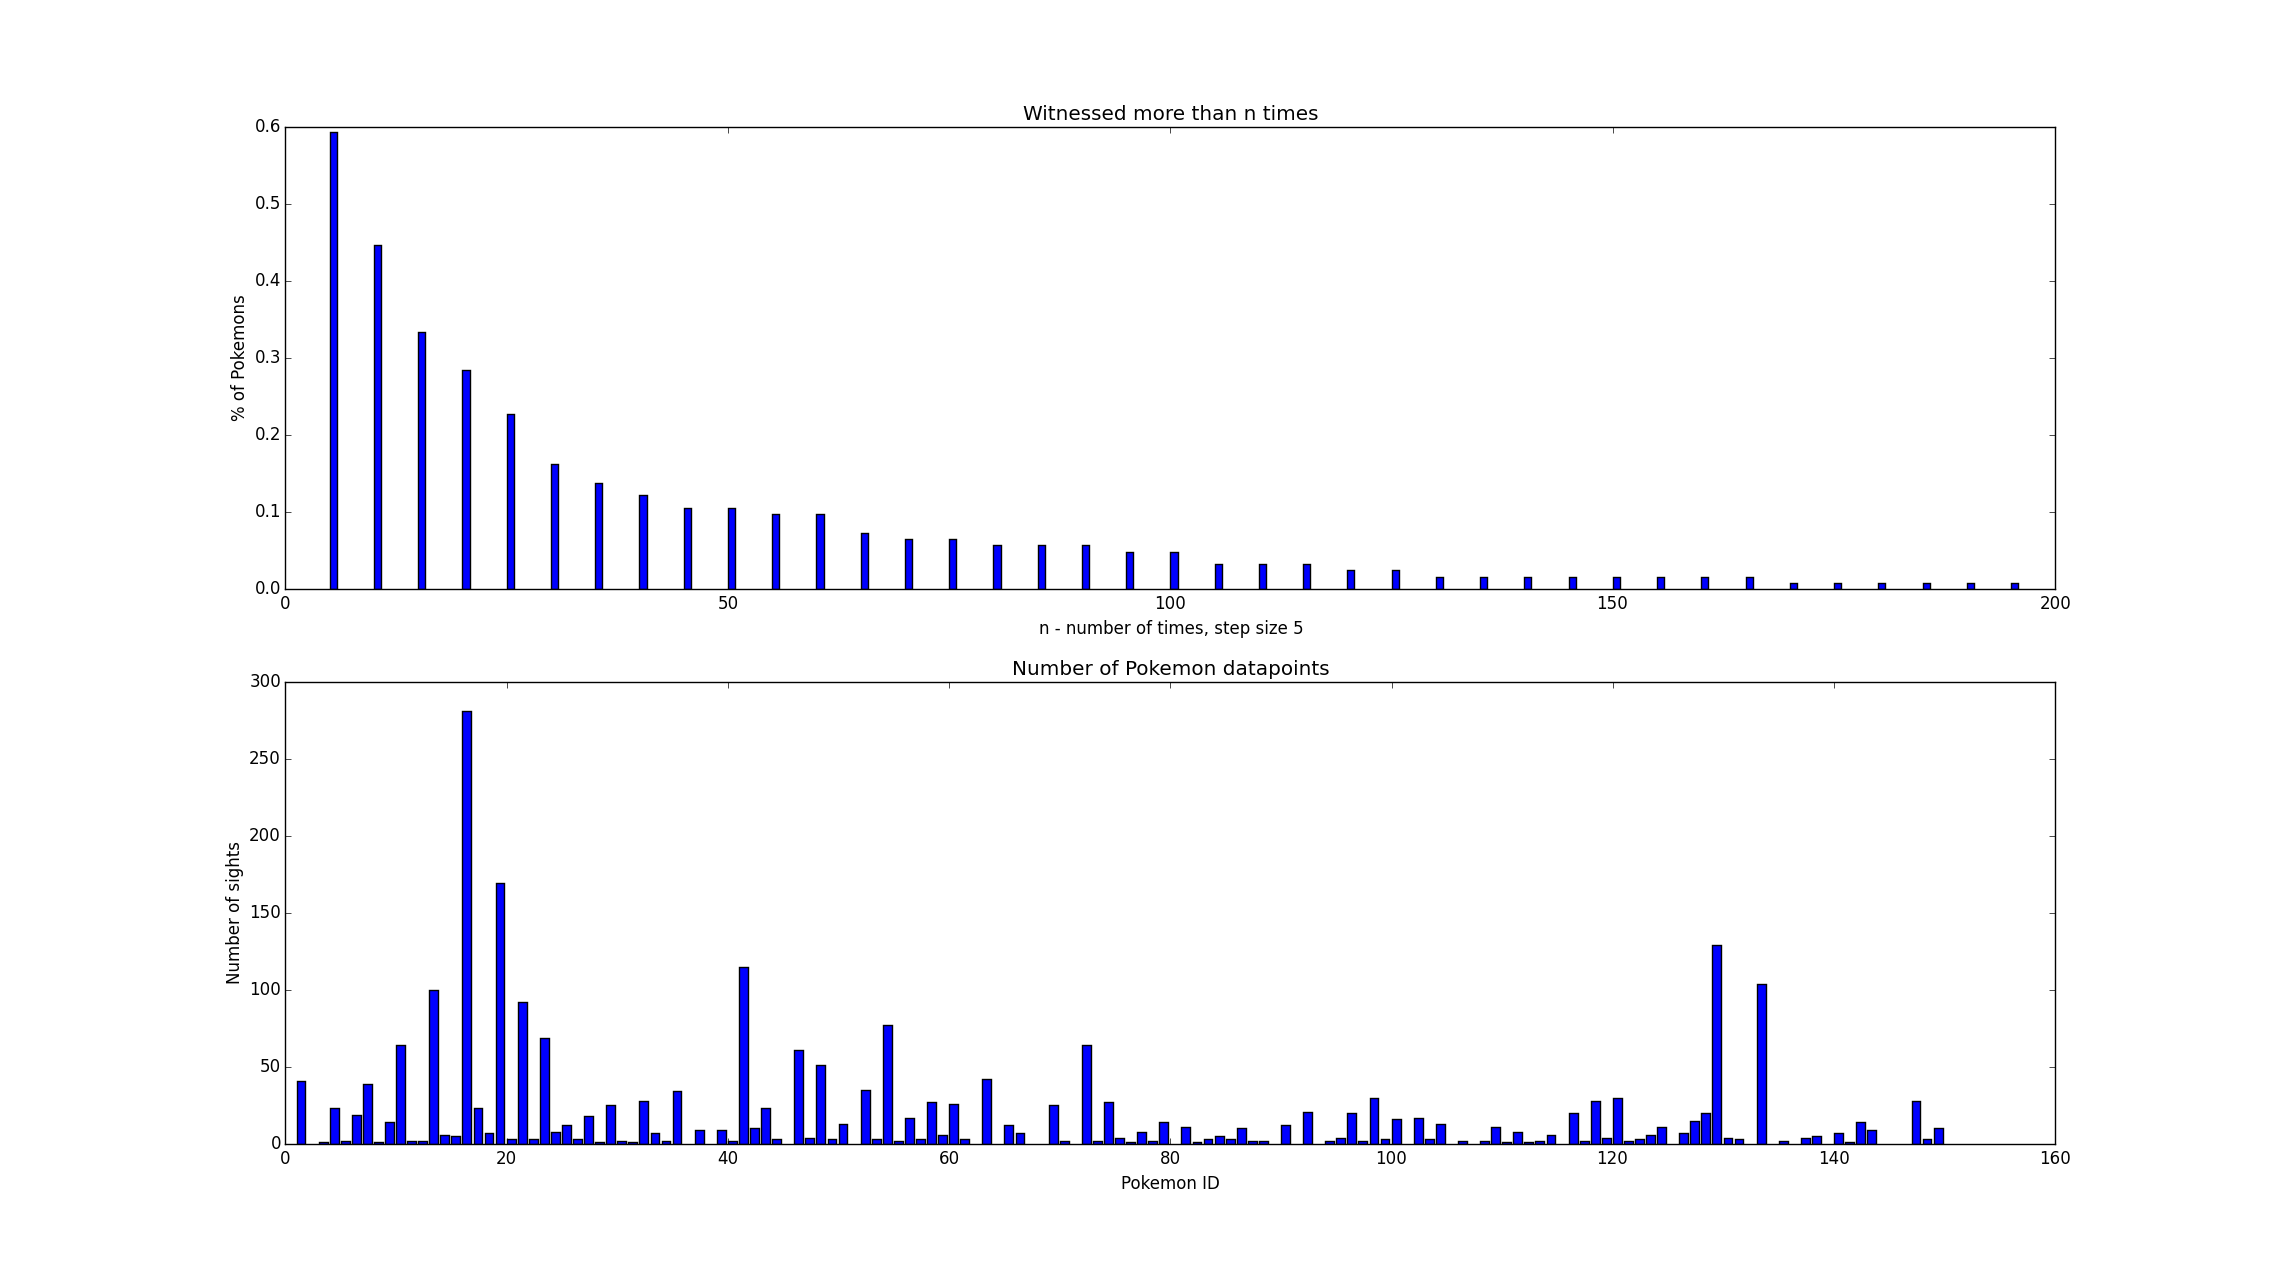 Witnessed more than n times
0.6
0.5
0.4
0.3
0.2
0.1
0.0
% of Pokemons
0 50 100 150 200
n - number of times, step size 5
Number of Pokemon datapoints
300
250
200
150
100
50
0
Number of sights
0 20 40 60 80 100 120 140 160
Pokemon ID